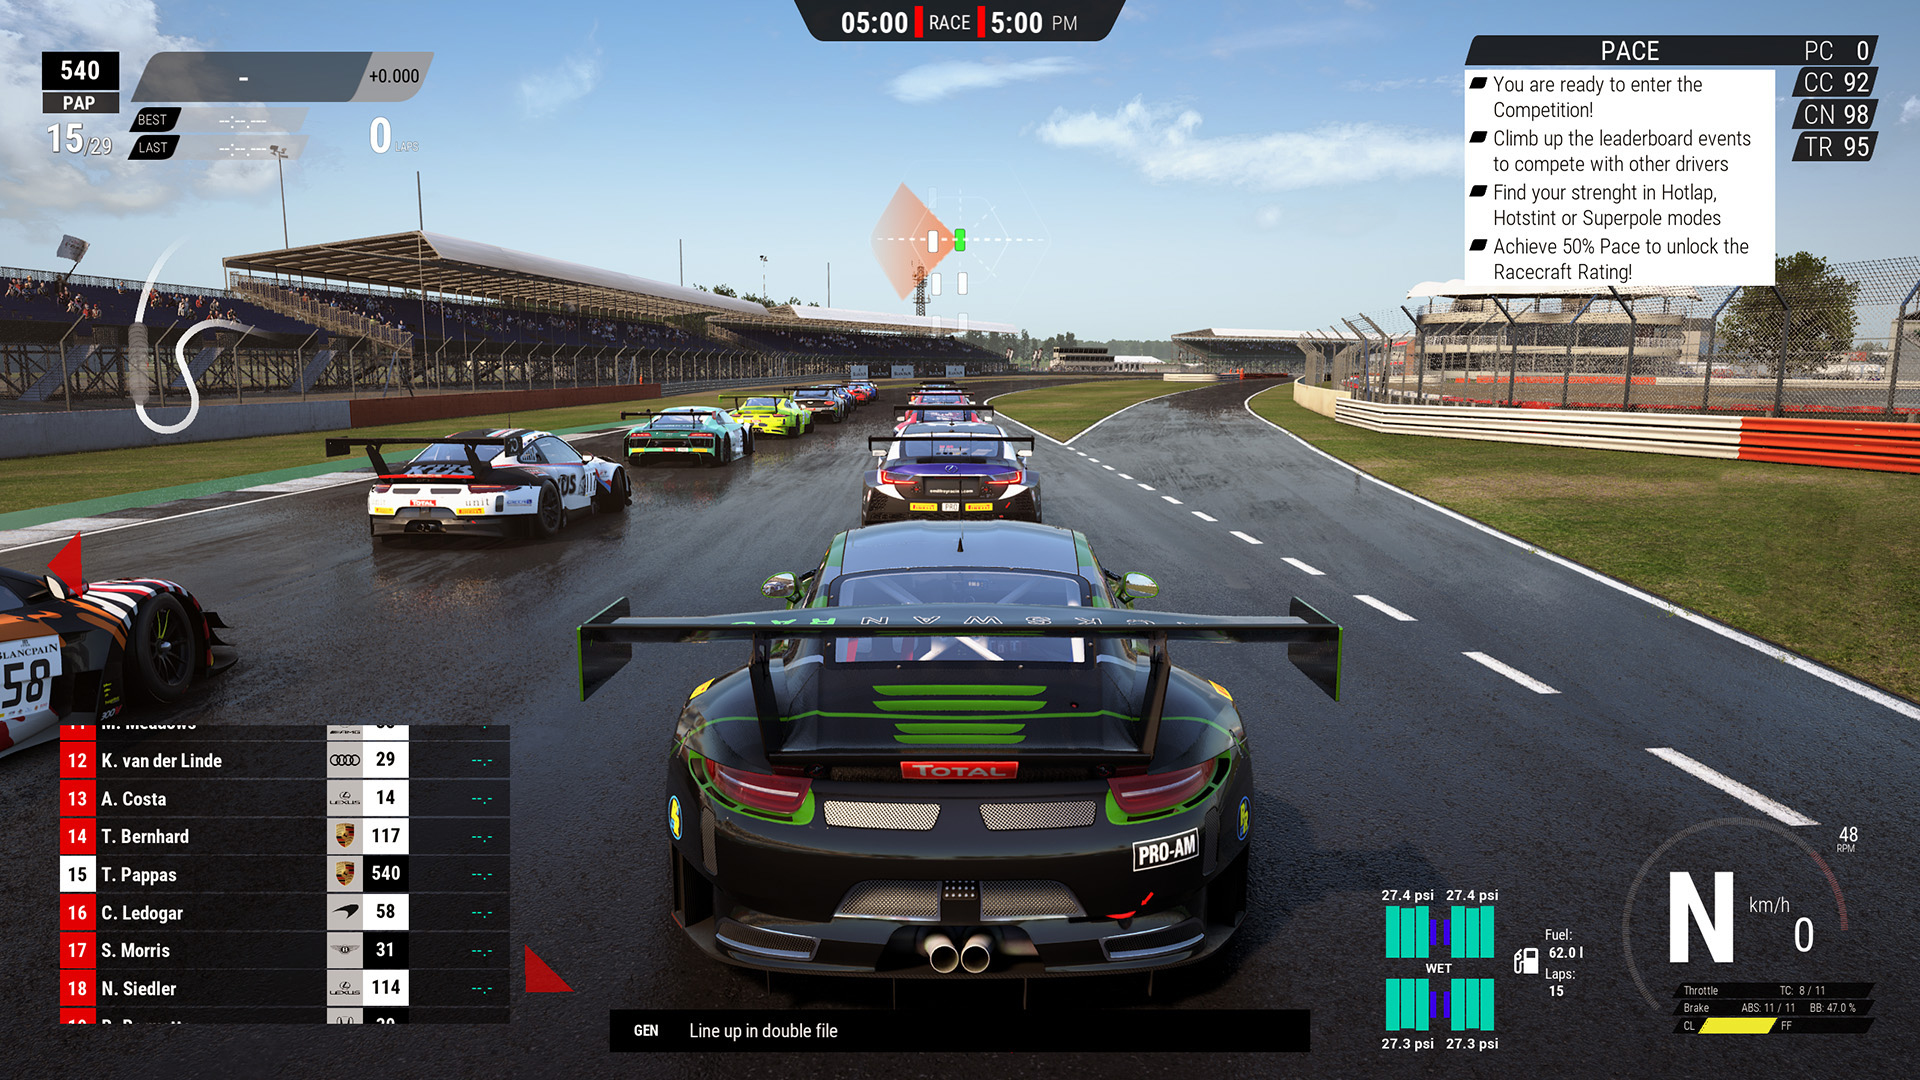 05:00 RACE 5:00 PM
540
PAP
15/29
-
+0.000
BEST --:--.---
LAST --:--.---
0 LAPS
PACE
PC 0
CC 92
CN 98
TR 95
You are ready to enter the
Competition!
Climb up the leaderboard events
to compete with other drivers
Find your strenght in Hotlap,
Hotstint or Superpole modes
Achieve 50% Pace to unlock the
Racecraft Rating!
TOTAL
PRO
BLANCPAIN
58
TOTAL
PRO-AM
M. Meadows
12 K. van der Linde 29 --.-
13 A. Costa LEXUS 14 --.-
14 T. Bernhard 117 --.-
15 T. Pappas 540 --.-
16 C. Ledogar 58 --.-
17 S. Morris 31 --.-
18 N. Siedler LEXUS 114 --.-
GEN Line up in double file
27.4 psi 27.4 psi
WET
27.3 psi 27.3 psi
Fuel:
62.0 l
Laps:
15
48
RPM
N km/h
0
Throttle TC: 8 / 11
Brake ABS: 11 / 11 BB: 47.0 %
CL FF